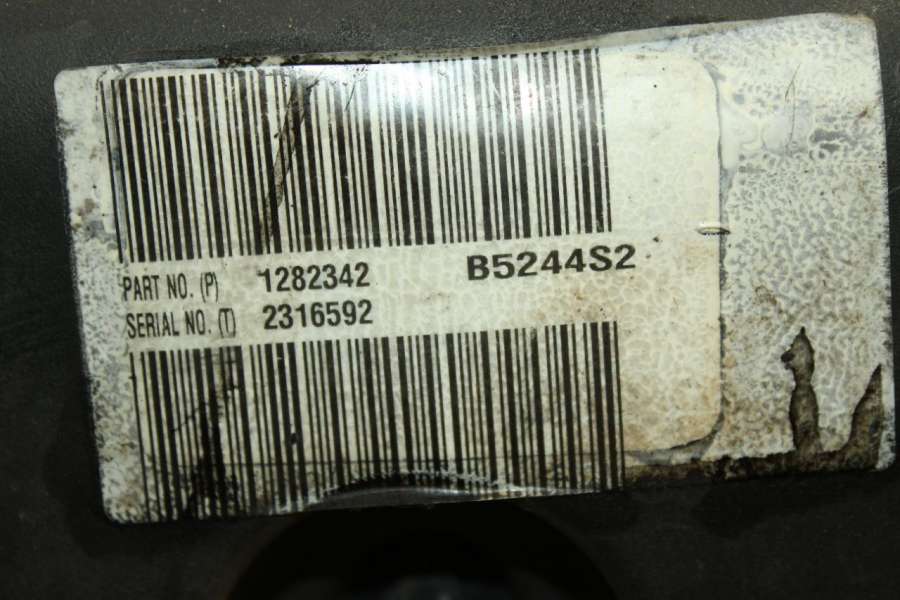 PART NO. (P) 1282342 B5244S2
SERIAL NO. (T) 2316592